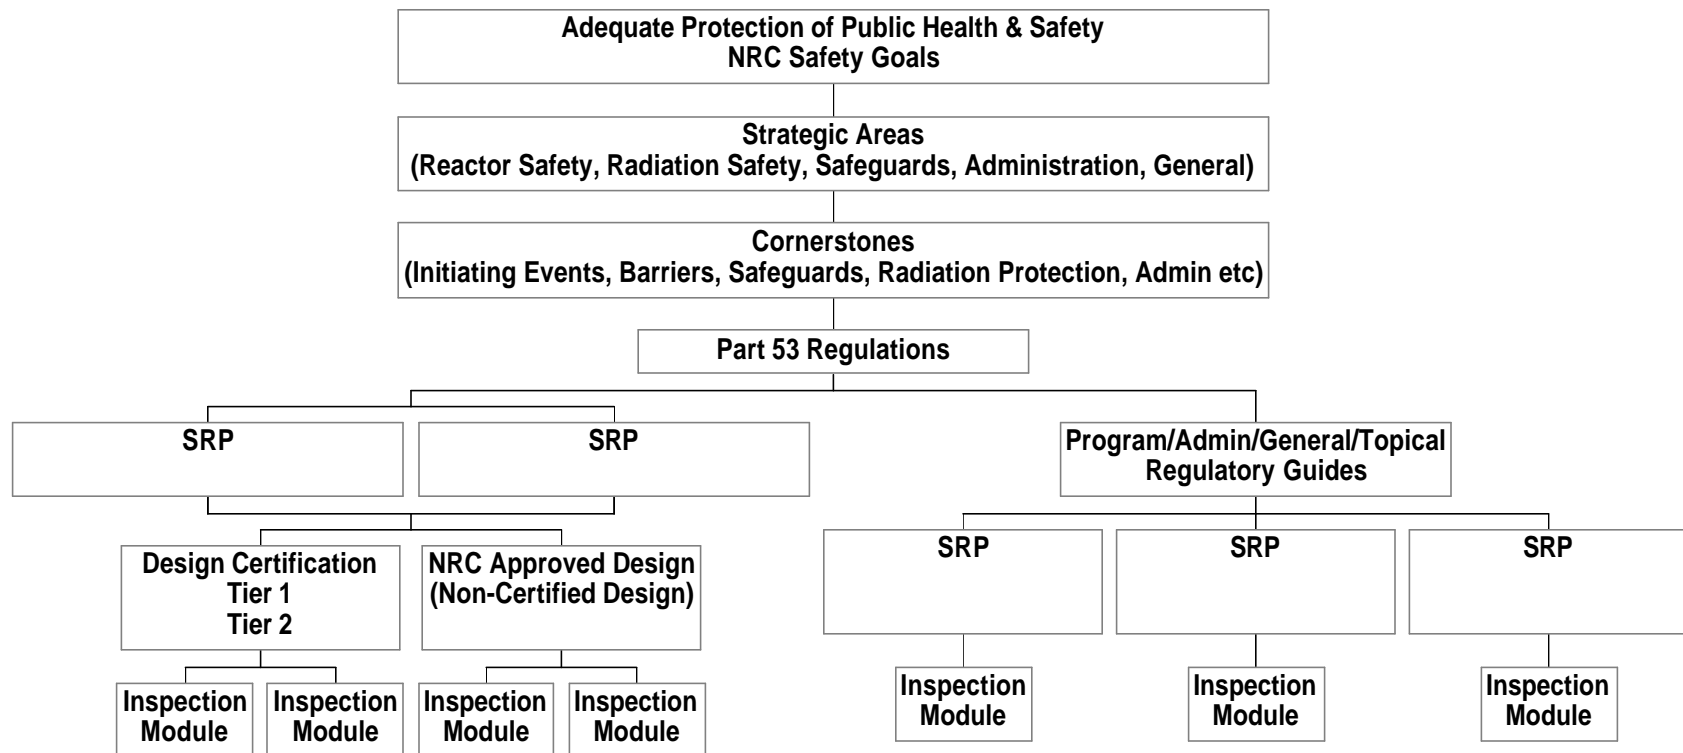 Adequate Protection of Public Health & Safety
NRC Safety Goals
Strategic Areas
(Reactor Safety, Radiation Safety, Safeguards, Administration, General)
Cornerstones
(Initiating Events, Barriers, Safeguards, Radiation Protection, Admin etc)
Part 53 Regulations
SRP
SRP
Program/Admin/General/Topical
Regulatory Guides
Design Certification
Tier 1
Tier 2
NRC Approved Design
(Non-Certified Design)
SRP
SRP
SRP
Inspection
Module
Inspection
Module
Inspection
Module
Inspection
Module
Inspection
Module
Inspection
Module
Inspection
Module